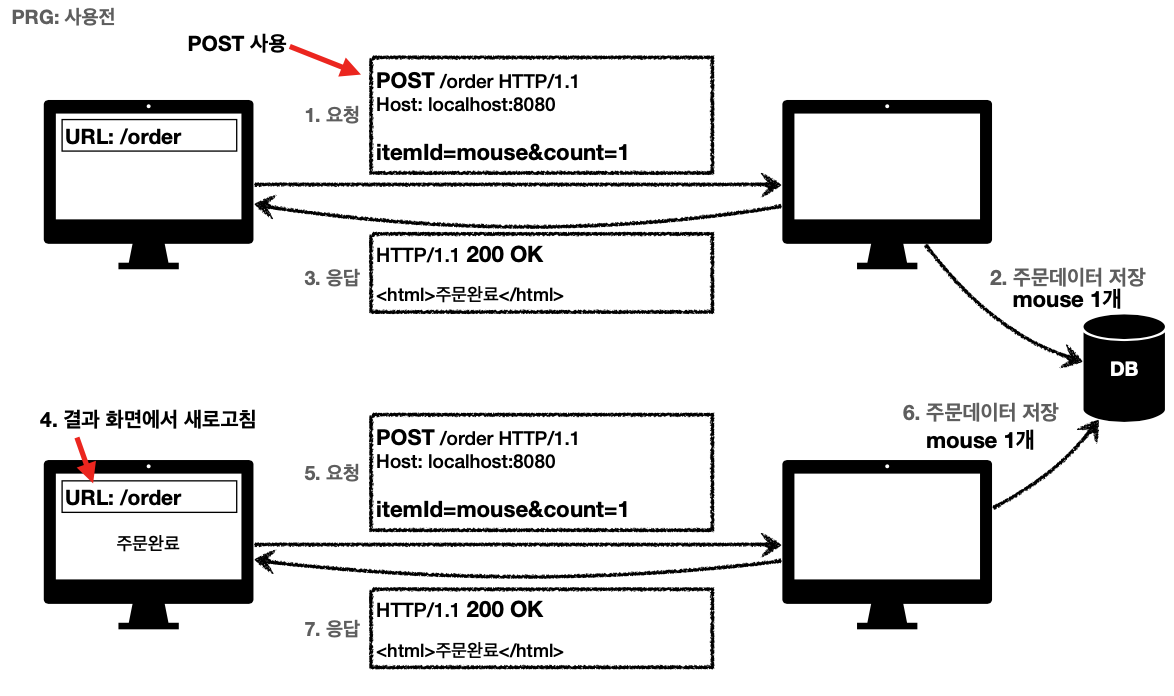 PRG: 사용전
POST 사용
1. 요청
POST /order HTTP/1.1
Host: localhost:8080
itemId=mouse&count=1
URL: /order
3. 응답
HTTP/1.1 200 OK
<html>주문완료</html>
2. 주문데이터 저장
mouse 1개
DB
4. 결과 화면에서 새로고침
URL: /order
주문완료
5. 요청
POST /order HTTP/1.1
Host: localhost:8080
itemId=mouse&count=1
6. 주문데이터 저장
mouse 1개
7. 응답
HTTP/1.1 200 OK
<html>주문완료</html>